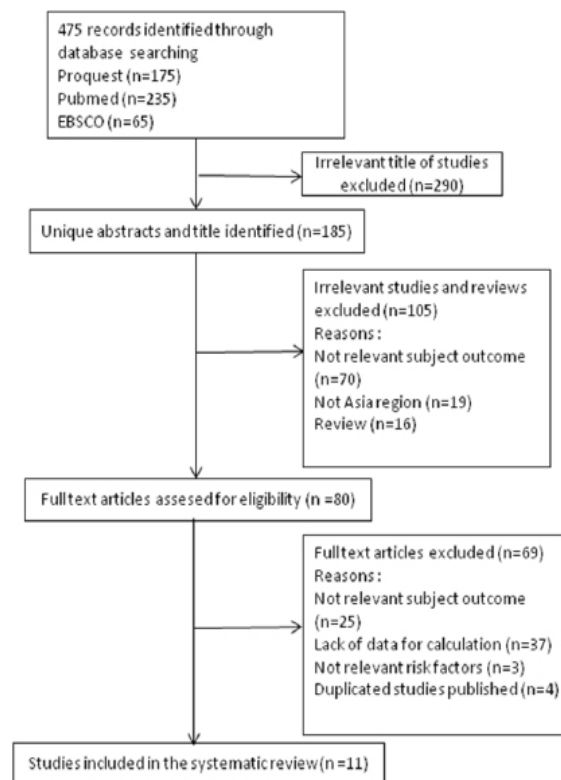 475 records identified through
database searching
Proquest (n=175)
Pubmed (n=235)
EBSCO (n=65)
Irrelevant title of studies
excluded (n=290)
Unique abstracts and title identified (n=185)
Irrelevant studies and reviews
excluded (n=105)
Reasons :
Not relevant subject outcome
(n=70)
Not Asia region (n=19)
Review (n=16)
Full text articles assesed for eligibility (n =80)
Full text articles excluded (n=69)
Reasons :
Not relevant subject outcome
(n=25)
Lack of data for calculation (n=37)
Not relevant risk factors (n=3)
Duplicated studies published (n=4)
Studies included in the systematic review (n =11)